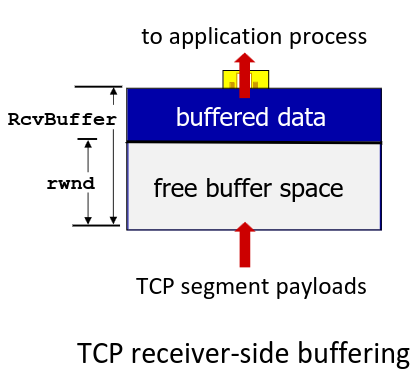 to application process
RcvBuffer
buffered data
rwnd
free buffer space
TCP segment payloads
TCP receiver-side buffering